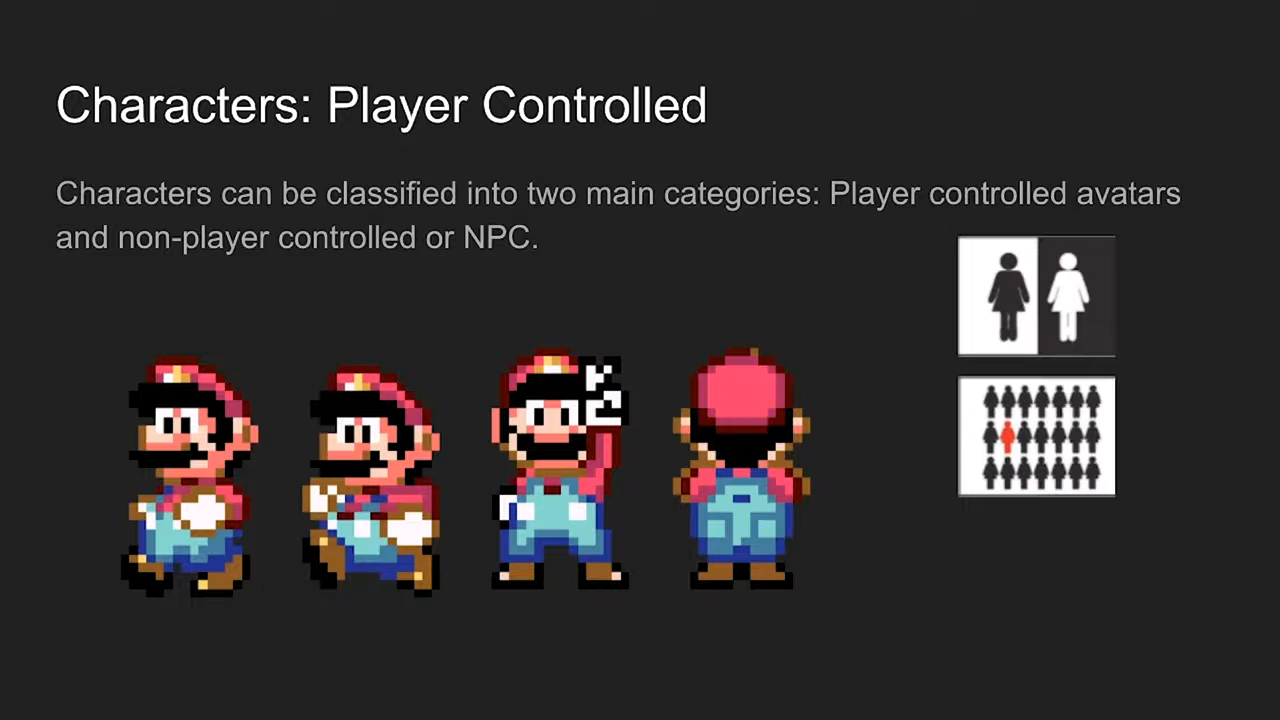 Characters: Player Controlled
Characters can be classified into two main categories: Player controlled avatars
and non-player controlled or NPC.